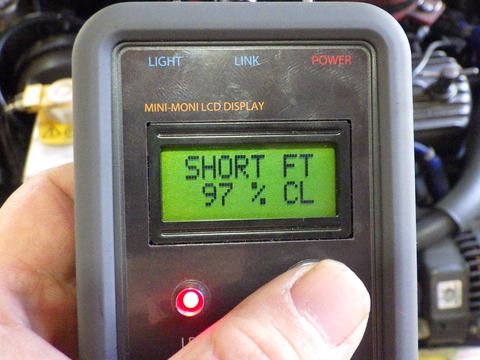 LIGHT LINK POWER
MINI-MONI LCD DISPLAY
SHORT FT
97 % CL